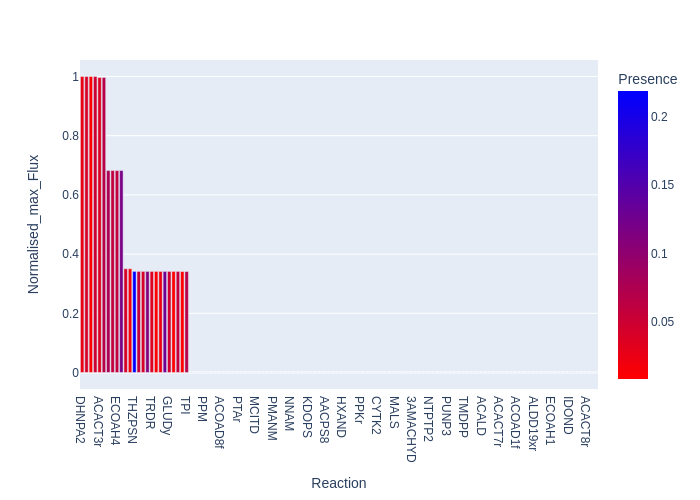 Presence
1
0.8
0.6
0.4
0.2
0
Normalised_max_Flux
0.2
0.15
0.1
0.05
DHNPA2
ACACT3r
ECOAH4
THZPSN
TRDR
GLUDy
TPI
PPM
ACOAD8f
PTAr
MCITD
PMANM
NNAM
KDOPS
AACPS8
HXAND
PPKr
CYTK2
MALS
3AMACHYD
NTPTP2
PUNP3
TMDPP
ACALD
ACACT7r
ACOAD1f
ALDD19xr
ECOAH1
IDOND
ACACT8r
Reaction